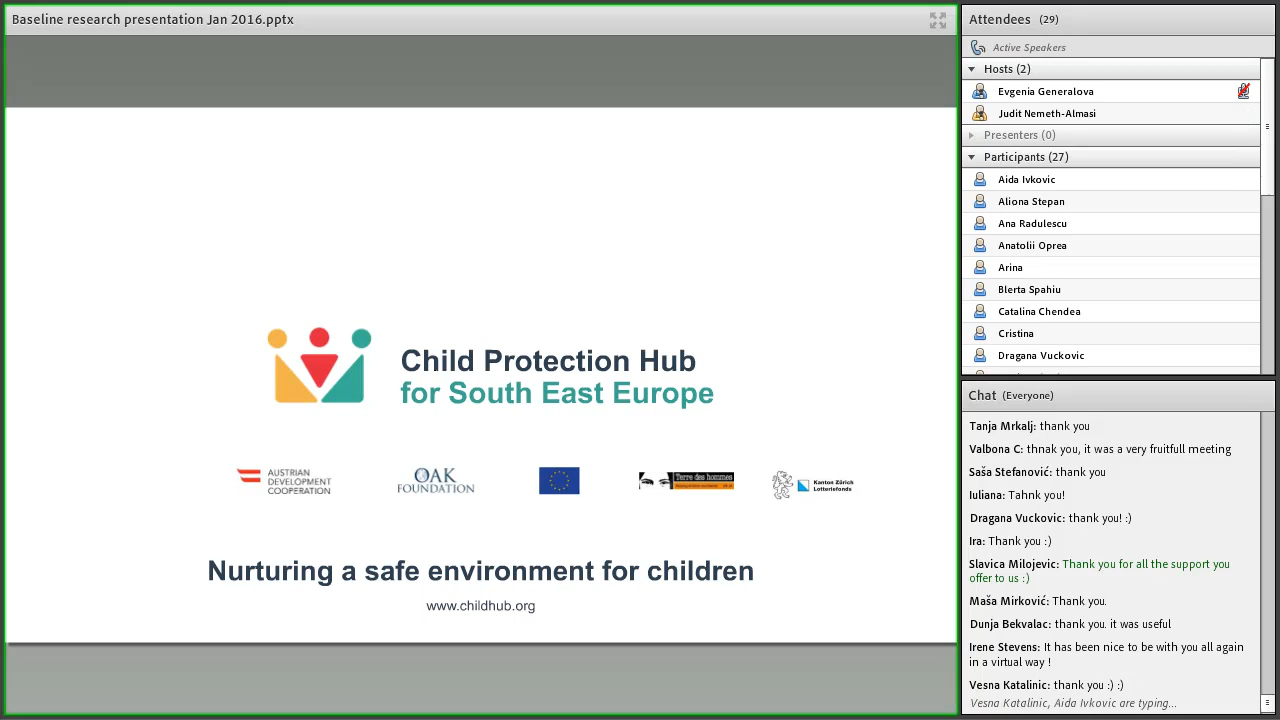 Baseline research presentation Jan 2016.pptx
Child Protection Hub
for South East Europe
AUSTRIAN
DEVELOPMENT
COOPERATION
OAK
FOUNDATION
Terre des hommes
Kanton Zürich
Lotteriefonds
Nurturing a safe environment for children
www.childhub.org
Attendees (29)
Active Speakers
Hosts (2)
Evgenia Generalova
Judit Nemeth-Almasi
Presenters (0)
Participants (27)
Aida Ivkovic
Aliona Stepan
Ana Radulescu
Anatolii Oprea
Arina
Blerta Spahiu
Catalina Chendea
Cristina
Dragana Vuckovic
Chat (Everyone)
Tanja Mrkalj: thank you
Valbona C: thnak you, it was a very fruitfull meeting
Saša Stefanović: thank you
Iuliana: Tahnk you!
Dragana Vuckovic: thank you! :)
Ira: Thank you :)
Slavica Milojevic: Thank you for all the support you
offer to us :)
Maša Mirković: Thank you.
Dunja Bekvalac: thank you. it was useful
Irene Stevens: It has been nice to be with you all again
in a virtual way !
Vesna Katalinic: thank you :) :)
Vesna Katalinic, Aida Ivkovic are typing...